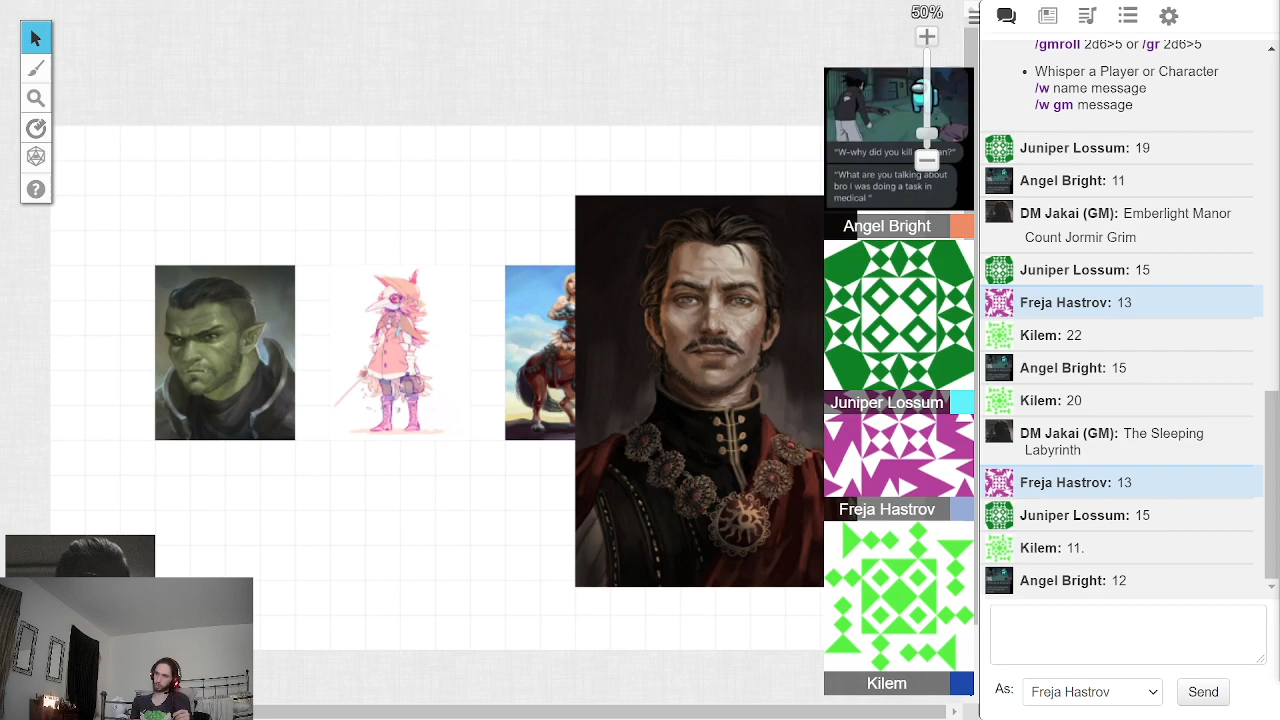 50%
"W-why did you kill
an?"
"What are you talking about
bro I was doing a task in
medical "
Angel Bright
Juniper Lossum
Freja Hastrov
Kilem
/gmroll 2d6>5 or /gr 2d6>5
• Whisper a Player or Character
/w name message
/w gm message
Juniper Lossum: 19
Angel Bright: 11
DM Jakai (GM): Emberlight Manor
Count Jormir Grim
Juniper Lossum: 15
Freja Hastrov: 13
Kilem: 22
Angel Bright: 15
Kilem: 20
DM Jakai (GM): The Sleeping
Labyrinth
Freja Hastrov: 13
Juniper Lossum: 15
Kilem: 11.
Angel Bright: 12
As: Freja Hastrov Send